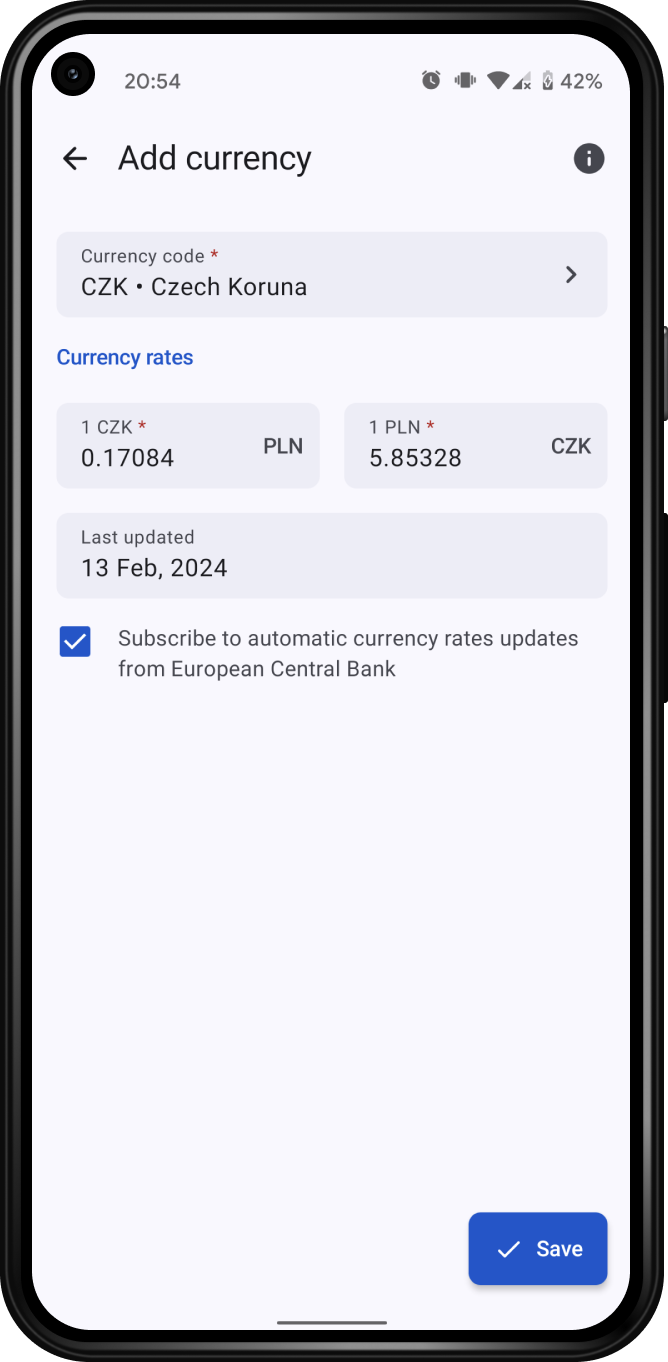 20:54 42%
Add currency
Currency code *
CZK • Czech Koruna
Currency rates
1 CZK *
0.17084 PLN
1 PLN *
5.85328 CZK
Last updated
13 Feb, 2024
Subscribe to automatic currency rates updates
from European Central Bank
Save